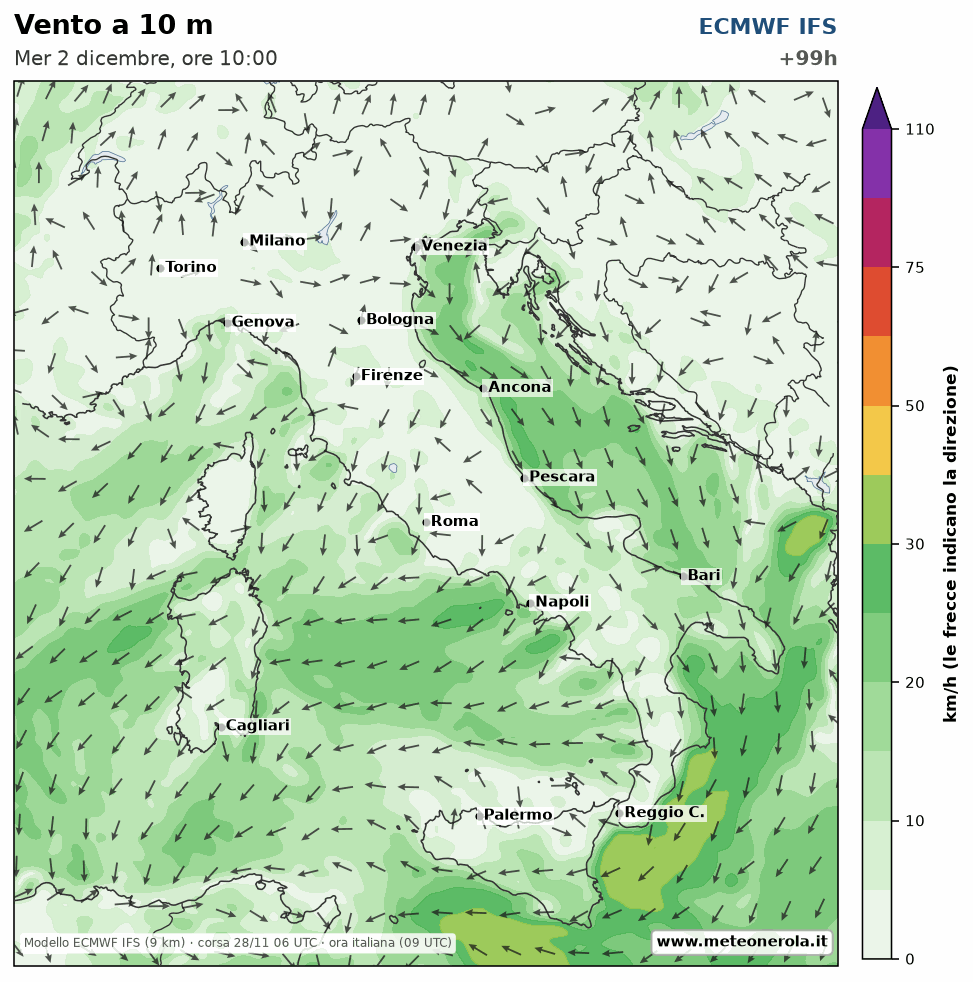 Vento a 10 m
ECMWF IFS
Mer 2 dicembre, ore 10:00
+99h
110
75
50
30
20
10
0
km/h (le frecce indicano la direzione)
Milano
Venezia
Torino
Genova
Bologna
Firenze
Ancona
Pescara
Roma
Bari
Napoli
Cagliari
Palermo
Reggio C.
Modello ECMWF IFS (9 km) · corsa 28/11 06 UTC · ora italiana (09 UTC)
www.meteonerola.it